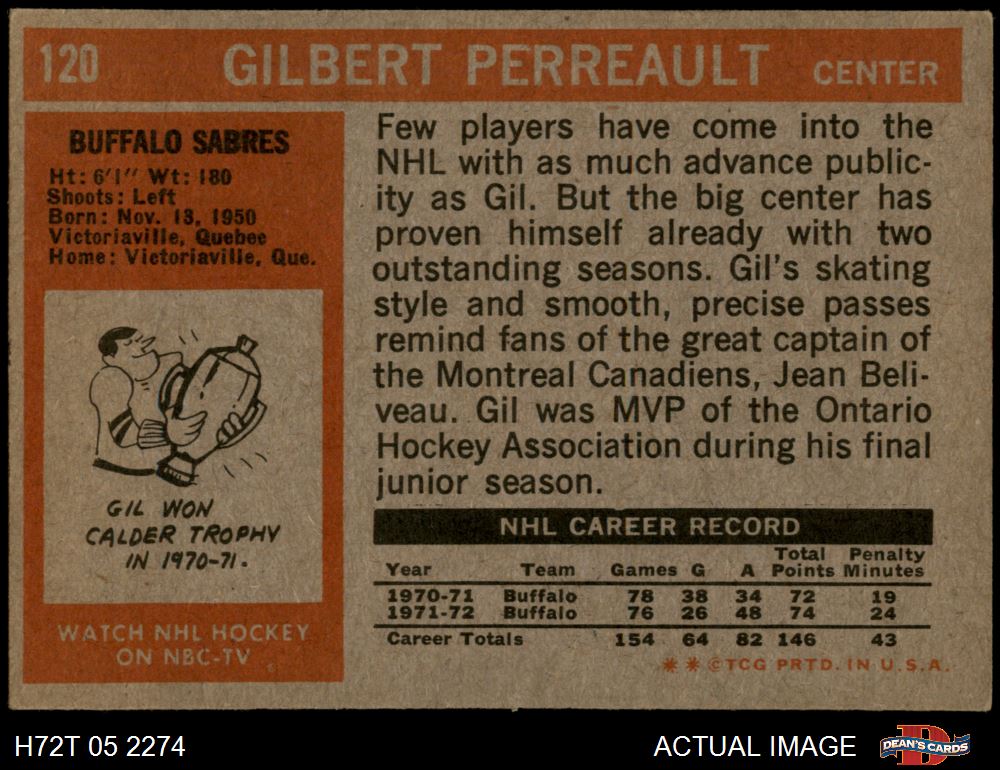 120 GILBERT PERREAULT CENTER
BUFFALO SABRES
Ht: 6'1" Wt: 180
Shoots: Left
Born: Nov. 13, 1950
Victoriaville, Quebec
Home: Victoriaville, Que.
GIL WON
CALDER TROPHY
IN 1970-71.
WATCH NHL HOCKEY
ON NBC-TV
Few players have come into the
NHL with as much advance public-
ity as Gil. But the big center has
proven himself already with two
outstanding seasons. Gil's skating
style and smooth, precise passes
remind fans of the great captain of
the Montreal Canadiens, Jean Beli-
veau. Gil was MVP of the Ontario
Hockey Association during his final
junior season.
NHL CAREER RECORD
Total Penalty
Year Team Games G A Points Minutes
1970-71 Buffalo 78 38 34 72 19
1971-72 Buffalo 76 26 48 74 24
Career Totals 154 64 82 146 43
* * ©TCG PRTD. IN U.S.A.
H72T 05 2274 ACTUAL IMAGE DEAN'S CARDS